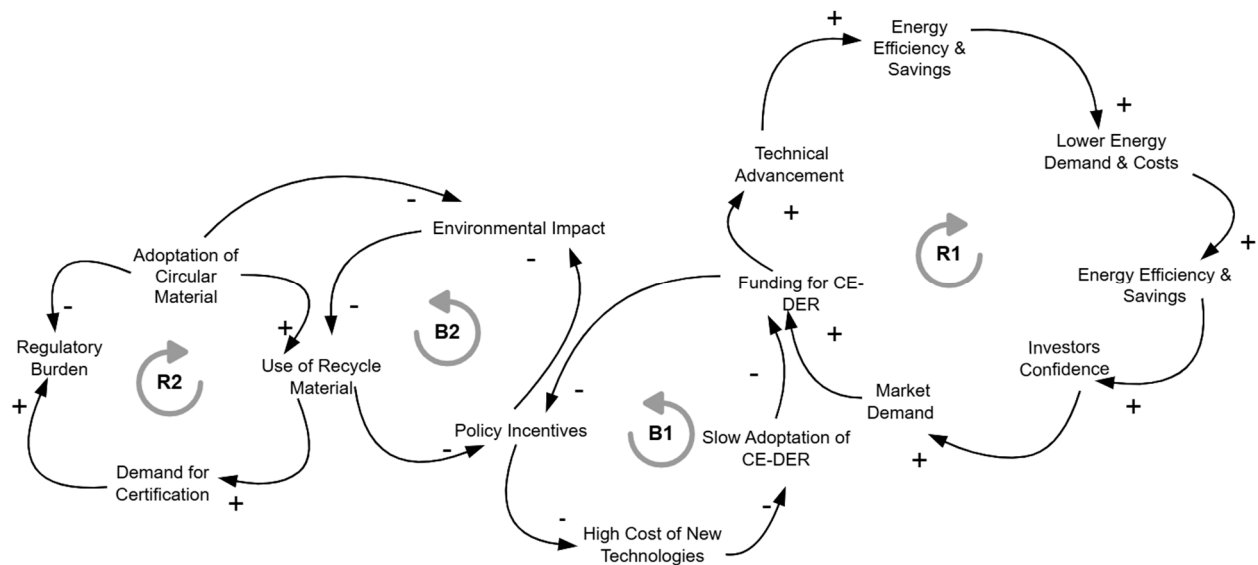 +
Energy
Efficiency &
Savings
+
Lower Energy
Demand & Costs
Technical
Advancement
+
-
Environmental Impact
-
+
R1
Adoptation of
Circular
Material
Energy Efficiency &
Savings
Funding for CE-
DER
-
-
+
B2
+
Regulatory
Burden
R2
Use of Recycle
Material
Investors
Confidence
-
-
+
Market
Demand
+
Policy Incentives
B1
Slow Adoptation of
CE-DER
-
+
Demand for
Certification
+
-
-
High Cost of New
Technologies